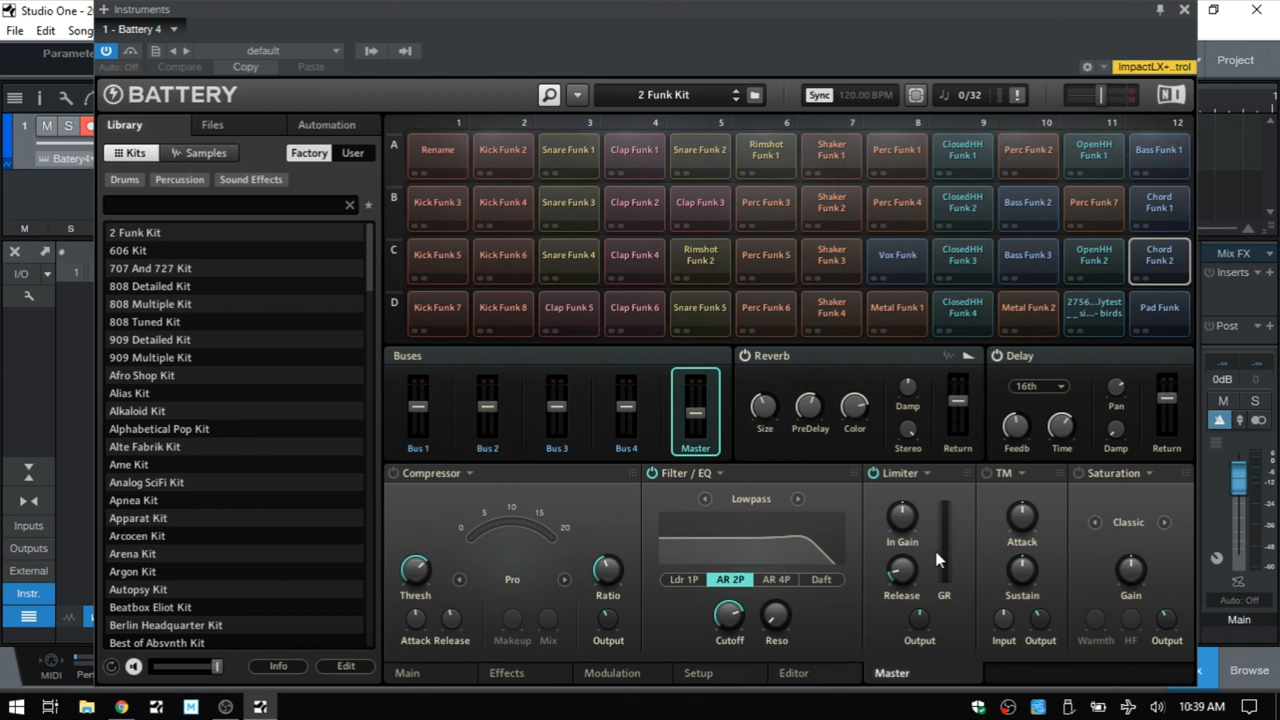 Studio One - 2
Instruments
File Edit Song
1 - Battery 4
default
Auto: Off Compare Copy Paste
Parameter
ImpactLX+..trol
Project
BATTERY
2 Funk Kit
Sync 120.00 BPM 0/32
Library Files Automation
Kits Samples Factory User
Drums Percussion Sound Effects
1 2 3 4 5 6 7 8 9 10 11 12
A Rename Kick Funk 2 Snare Funk 1 Clap Funk 1 Snare Funk 2 Rimshot Funk 1 Shaker Funk 1 Perc Funk 1 ClosedHH Funk 1 Perc Funk 2 OpenHH Funk 1 Bass Funk 1
B Kick Funk 3 Kick Funk 4 Snare Funk 3 Clap Funk 2 Clap Funk 3 Perc Funk 3 Shaker Funk 2 Perc Funk 4 ClosedHH Funk 2 Bass Funk 2 Perc Funk 7 Chord Funk 1
C Kick Funk 5 Kick Funk 6 Snare Funk 4 Clap Funk 4 Rimshot Funk 2 Perc Funk 5 Shaker Funk 3 Vox Funk ClosedHH Funk 3 Bass Funk 3 OpenHH Funk 2 Chord Funk 2
D Kick Funk 7 Kick Funk 8 Clap Funk 5 Clap Funk 6 Snare Funk 5 Perc Funk 6 Shaker Funk 4 Metal Funk 1 ClosedHH Funk 4 Metal Funk 2 2756...lytest __si...- birds Pad Funk
1 M S
Batery4
M S
I/O
1
2 Funk Kit
606 Kit
707 And 727 Kit
808 Detailed Kit
808 Multiple Kit
808 Tuned Kit
909 Detailed Kit
909 Multiple Kit
Afro Shop Kit
Alias Kit
Alkaloid Kit
Alphabetical Pop Kit
Alte Fabrik Kit
Ame Kit
Analog SciFi Kit
Apnea Kit
Apparat Kit
Arcocen Kit
Arena Kit
Argon Kit
Autopsy Kit
Beatbox Eliot Kit
Berlin Headquarter Kit
Best of Absynth Kit
Info Edit
Inputs
Outputs
External
Instr.
MIDI
Buses
Bus 1 Bus 2 Bus 3 Bus 4 Master
Reverb
Size PreDelay Color Damp Stereo Return
Delay
16th
Feedb Time Pan Damp Return
Compressor
0 5 10 15 20
Thresh Pro Ratio
Attack Release Makeup Mix Output
Filter / EQ
Lowpass
Ldr 1P AR 2P AR 4P Daft
Cutoff Reso
Limiter
In Gain
Release GR
Output
TM
Attack
Sustain
Input Output
Saturation
Classic
Gain
Warmth HF Output
Main Effects Modulation Setup Editor Master
Mix FX
Inserts
Post
0dB
M S
0
-6
-12
-24
-36
-48
-60
Auto: Off
Main
Browse
10:39 AM